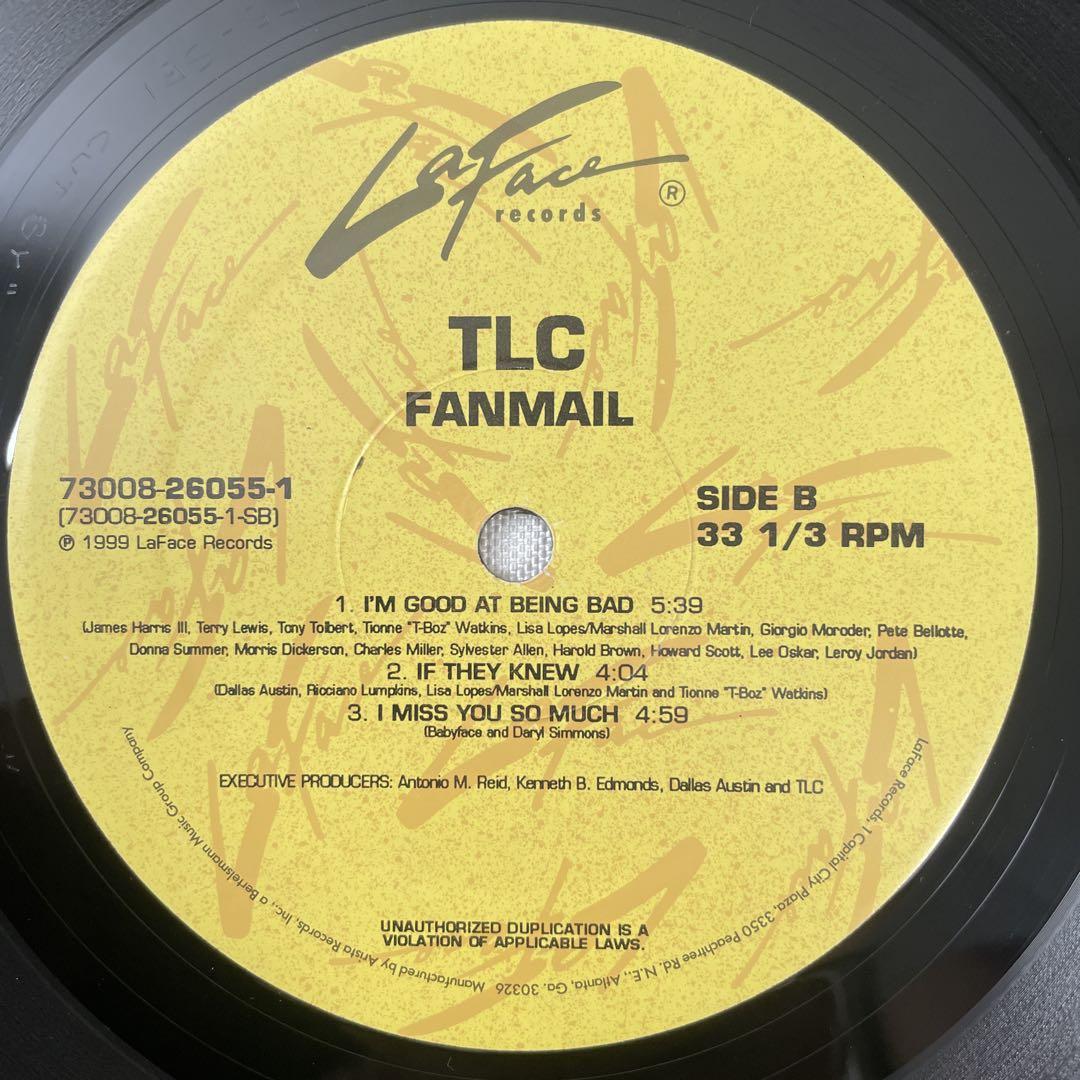 LaFace
records ®
TLC
FANMAIL
73008-26055-1
(73008-26055-1-SB)
℗ 1999 LaFace Records
SIDE B
33 1/3 RPM
1. I'M GOOD AT BEING BAD 5:39
(James Harris III, Terry Lewis, Tony Tolbert, Tionne "T-Boz" Watkins, Lisa Lopes/Marshall Lorenzo Martin, Giorgio Moroder, Pete Bellotte,
Donna Summer, Morris Dickerson, Charles Miller, Sylvester Allen, Harold Brown, Howard Scott, Lee Oskar, Leroy Jordan)
2. IF THEY KNEW 4:04
(Dallas Austin, Ricciano Lumpkins, Lisa Lopes/Marshall Lorenzo Martin and Tionne "T-Boz" Watkins)
3. I MISS YOU SO MUCH 4:59
(Babyface and Daryl Simmons)
EXECUTIVE PRODUCERS: Antonio M. Reid, Kenneth B. Edmonds, Dallas Austin and TLC
UNAUTHORIZED DUPLICATION IS A
VIOLATION OF APPLICABLE LAWS.
LaFace Records, 1 Capital City Plaza, 3350 Peachtree Rd. N.E., Atlanta, Ga. 30326 Manufactured by Arista Records, Inc., a Bertelsmann Music Group Company